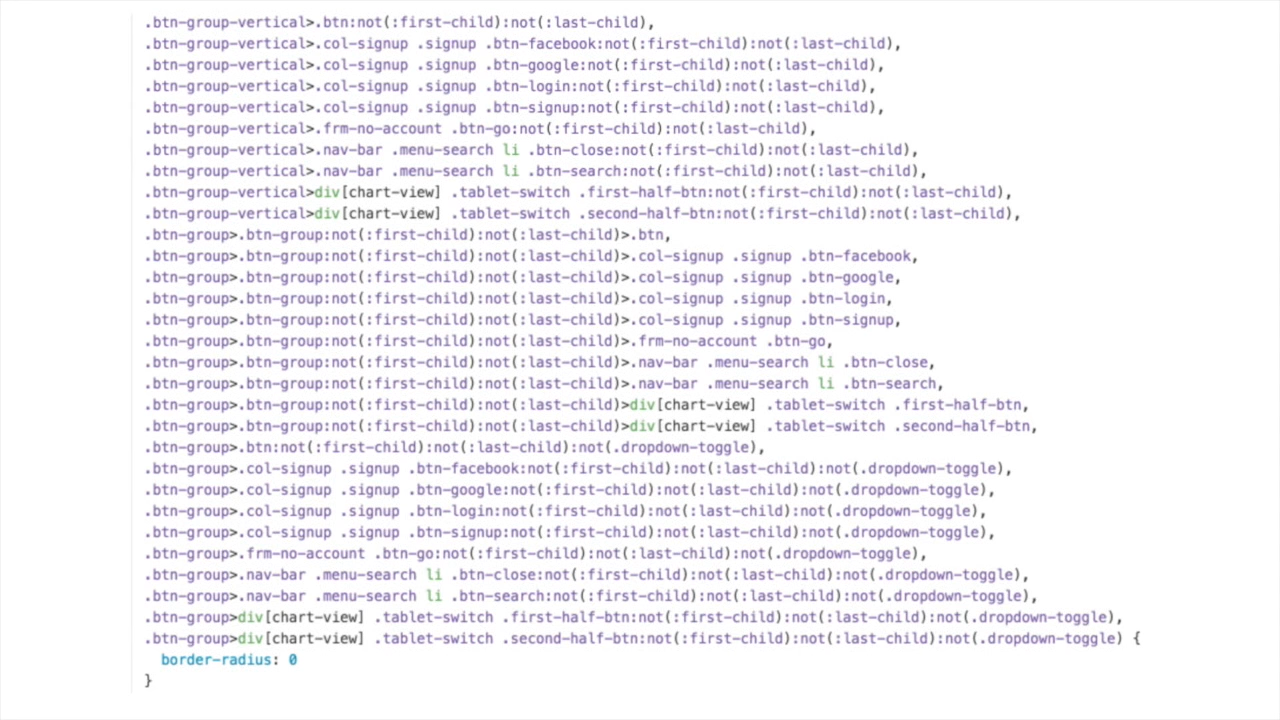 .btn-group-vertical>.btn:not(:first-child):not(:last-child),
.btn-group-vertical>.col-signup .signup .btn-facebook:not(:first-child):not(:last-child),
.btn-group-vertical>.col-signup .signup .btn-google:not(:first-child):not(:last-child),
.btn-group-vertical>.col-signup .signup .btn-login:not(:first-child):not(:last-child),
.btn-group-vertical>.col-signup .signup .btn-signup:not(:first-child):not(:last-child),
.btn-group-vertical>.frm-no-account .btn-go:not(:first-child):not(:last-child),
.btn-group-vertical>.nav-bar .menu-search li .btn-close:not(:first-child):not(:last-child),
.btn-group-vertical>.nav-bar .menu-search li .btn-search:not(:first-child):not(:last-child),
.btn-group-vertical>div[chart-view] .tablet-switch .first-half-btn:not(:first-child):not(:last-child),
.btn-group-vertical>div[chart-view] .tablet-switch .second-half-btn:not(:first-child):not(:last-child),
.btn-group>.btn-group:not(:first-child):not(:last-child)>.btn,
.btn-group>.btn-group:not(:first-child):not(:last-child)>.col-signup .signup .btn-facebook,
.btn-group>.btn-group:not(:first-child):not(:last-child)>.col-signup .signup .btn-google,
.btn-group>.btn-group:not(:first-child):not(:last-child)>.col-signup .signup .btn-login,
.btn-group>.btn-group:not(:first-child):not(:last-child)>.col-signup .signup .btn-signup,
.btn-group>.btn-group:not(:first-child):not(:last-child)>.frm-no-account .btn-go,
.btn-group>.btn-group:not(:first-child):not(:last-child)>.nav-bar .menu-search li .btn-close,
.btn-group>.btn-group:not(:first-child):not(:last-child)>.nav-bar .menu-search li .btn-search,
.btn-group>.btn-group:not(:first-child):not(:last-child)>div[chart-view] .tablet-switch .first-half-btn,
.btn-group>.btn-group:not(:first-child):not(:last-child)>div[chart-view] .tablet-switch .second-half-btn,
.btn-group>.btn:not(:first-child):not(:last-child):not(.dropdown-toggle),
.btn-group>.col-signup .signup .btn-facebook:not(:first-child):not(:last-child):not(.dropdown-toggle),
.btn-group>.col-signup .signup .btn-google:not(:first-child):not(:last-child):not(.dropdown-toggle),
.btn-group>.col-signup .signup .btn-login:not(:first-child):not(:last-child):not(.dropdown-toggle),
.btn-group>.col-signup .signup .btn-signup:not(:first-child):not(:last-child):not(.dropdown-toggle),
.btn-group>.frm-no-account .btn-go:not(:first-child):not(:last-child):not(.dropdown-toggle),
.btn-group>.nav-bar .menu-search li .btn-close:not(:first-child):not(:last-child):not(.dropdown-toggle),
.btn-group>.nav-bar .menu-search li .btn-search:not(:first-child):not(:last-child):not(.dropdown-toggle),
.btn-group>div[chart-view] .tablet-switch .first-half-btn:not(:first-child):not(:last-child):not(.dropdown-toggle),
.btn-group>div[chart-view] .tablet-switch .second-half-btn:not(:first-child):not(:last-child):not(.dropdown-toggle) {
border-radius: 0
}